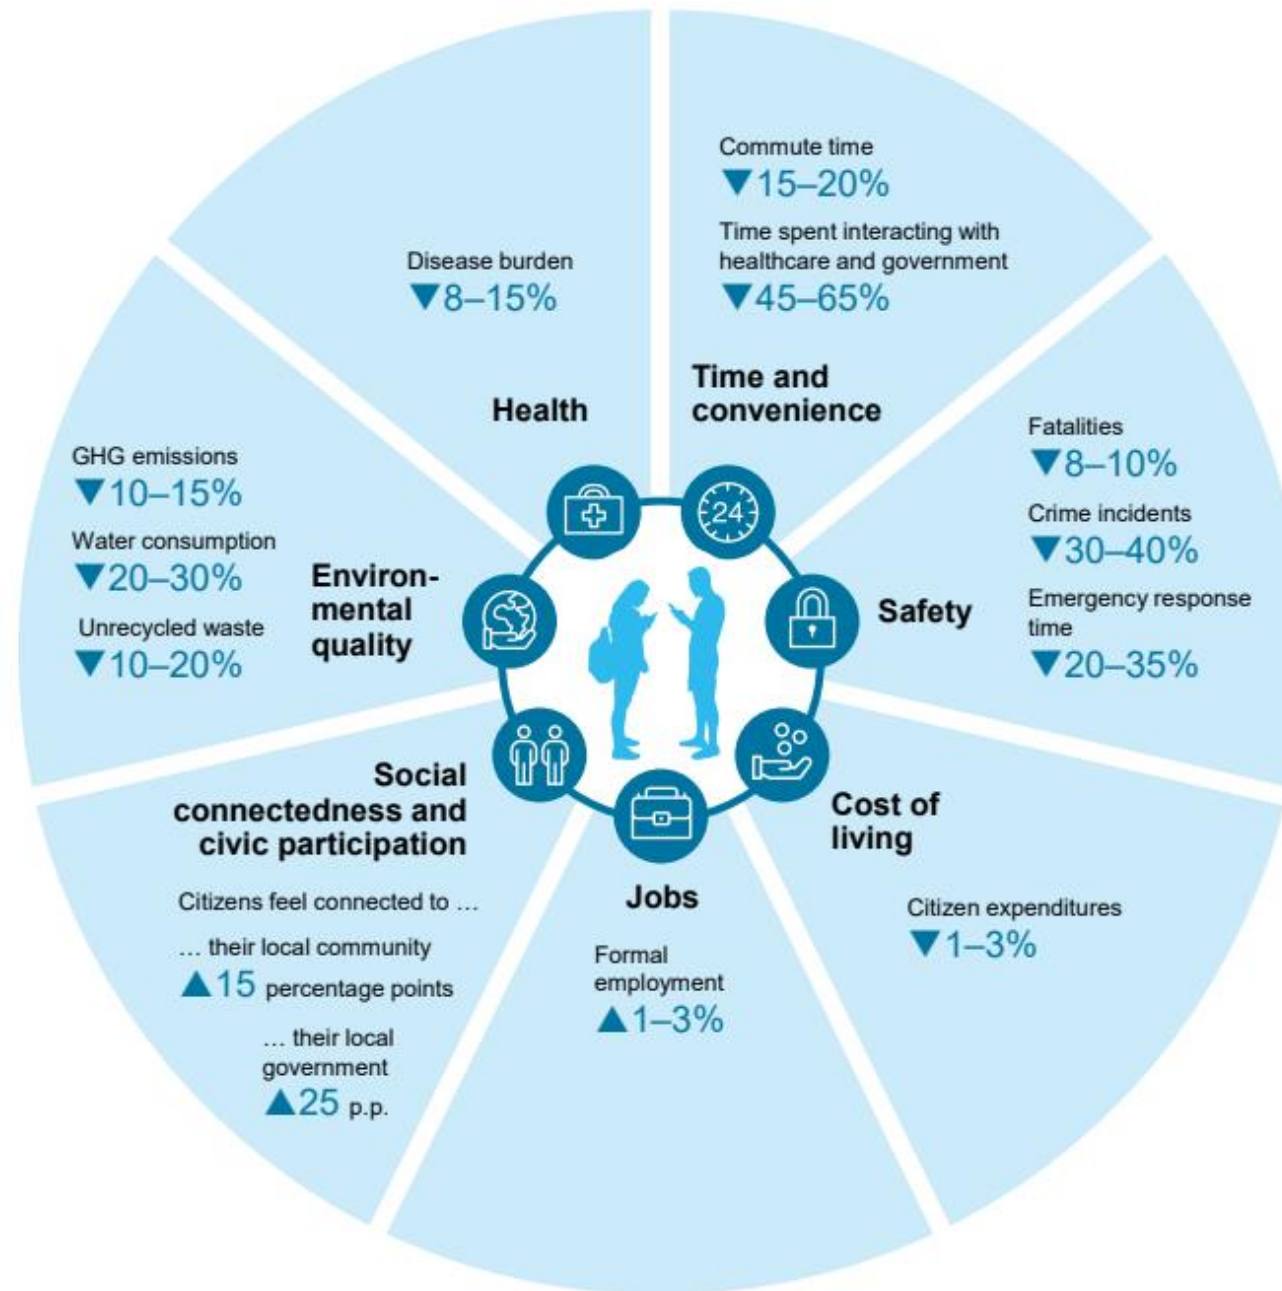 Commute time
▼15–20%
Time spent interacting with
healthcare and government
▼45–65%
Time and
convenience
Fatalities
▼8–10%
Crime incidents
▼30–40%
Emergency response
time
▼20–35%
Safety
Cost of
living
Citizen expenditures
▼1–3%
Jobs
Formal
employment
▲1–3%
Social
connectedness and
civic participation
Citizens feel connected to …
… their local community
▲15 percentage points
… their local
government
▲25 p.p.
GHG emissions
▼10–15%
Water consumption
▼20–30%
Unrecycled waste
▼10–20%
Environ-
mental
quality
Disease burden
▼8–15%
Health
24